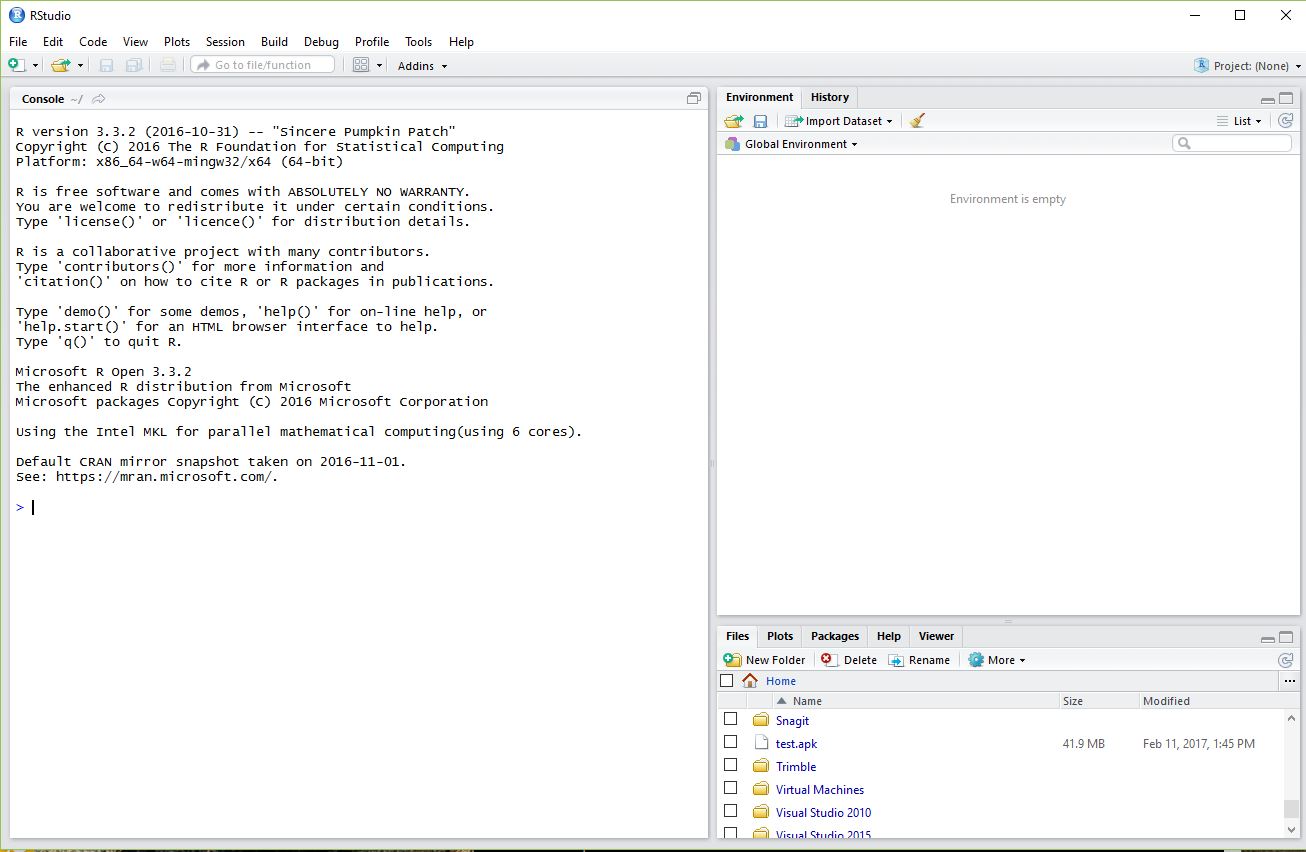 RStudio
File Edit Code View Plots Session Build Debug Profile Tools Help
Go to file/function Addins Project: (None)
Console ~/
R version 3.3.2 (2016-10-31) -- "Sincere Pumpkin Patch"
Copyright (C) 2016 The R Foundation for Statistical Computing
Platform: x86_64-w64-mingw32/x64 (64-bit)
R is free software and comes with ABSOLUTELY NO WARRANTY.
You are welcome to redistribute it under certain conditions.
Type 'license()' or 'licence()' for distribution details.
R is a collaborative project with many contributors.
Type 'contributors()' for more information and
'citation()' on how to cite R or R packages in publications.
Type 'demo()' for some demos, 'help()' for on-line help, or
'help.start()' for an HTML browser interface to help.
Type 'q()' to quit R.
Microsoft R Open 3.3.2
The enhanced R distribution from Microsoft
Microsoft packages Copyright (C) 2016 Microsoft Corporation
Using the Intel MKL for parallel mathematical computing(using 6 cores).
Default CRAN mirror snapshot taken on 2016-11-01.
See: https://mran.microsoft.com/.
>
Environment History
Import Dataset List
Global Environment
Environment is empty
Files Plots Packages Help Viewer
New Folder Delete Rename More
Home ...
Name Size Modified
Snagit
test.apk 41.9 MB Feb 11, 2017, 1:45 PM
Trimble
Virtual Machines
Visual Studio 2010
Visual Studio 2015